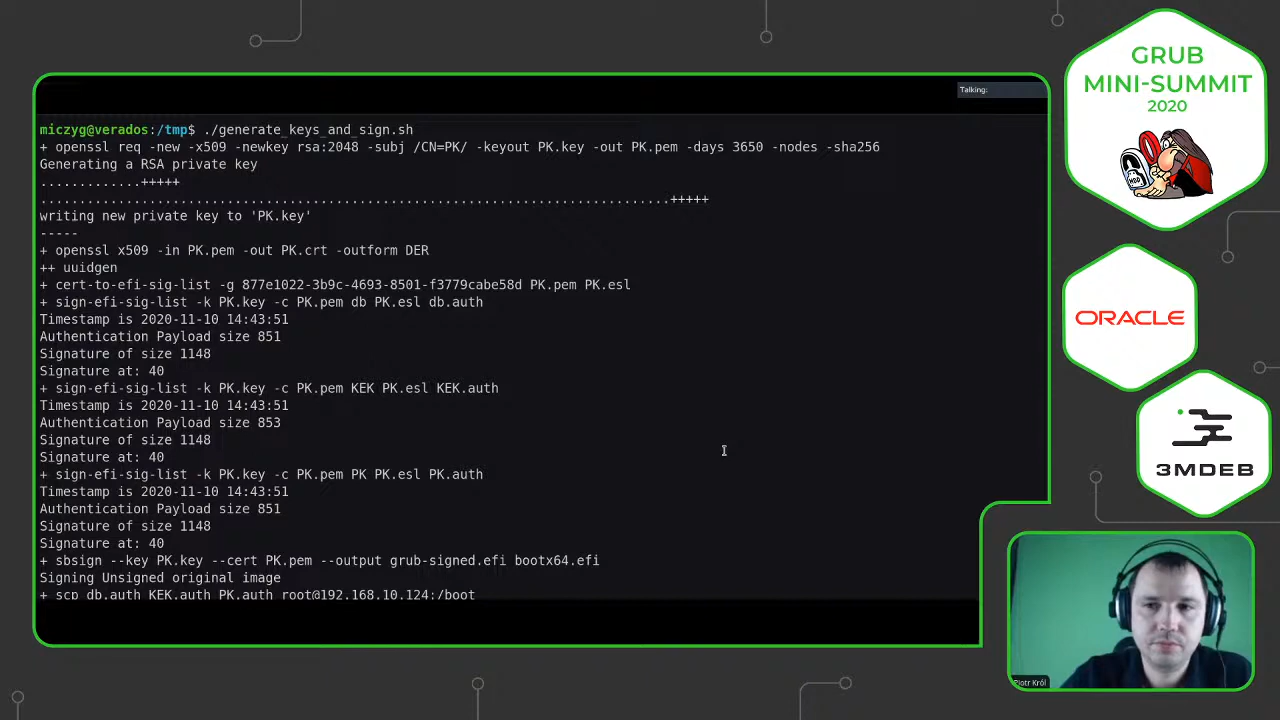 GRUB
MINI-SUMMIT
2020
Talking:
miczyg@verados:/tmp$ ./generate_keys_and_sign.sh
+ openssl req -new -x509 -newkey rsa:2048 -subj /CN=PK/ -keyout PK.key -out PK.pem -days 3650 -nodes -sha256
Generating a RSA private key
.............+++++
.................................................................................+++++
writing new private key to 'PK.key'
-----
+ openssl x509 -in PK.pem -out PK.crt -outform DER
++ uuidgen
+ cert-to-efi-sig-list -g 877e1022-3b9c-4693-8501-f3779cabe58d PK.pem PK.esl
+ sign-efi-sig-list -k PK.key -c PK.pem db PK.esl db.auth
Timestamp is 2020-11-10 14:43:51
Authentication Payload size 851
Signature of size 1148
Signature at: 40
+ sign-efi-sig-list -k PK.key -c PK.pem KEK PK.esl KEK.auth
Timestamp is 2020-11-10 14:43:51
Authentication Payload size 853
Signature of size 1148
Signature at: 40
+ sign-efi-sig-list -k PK.key -c PK.pem PK PK.esl PK.auth
Timestamp is 2020-11-10 14:43:51
Authentication Payload size 851
Signature of size 1148
Signature at: 40
+ sbsign --key PK.key --cert PK.pem --output grub-signed.efi bootx64.efi
Signing Unsigned original image
+ scp db.auth KEK.auth PK.auth root@192.168.10.124:/boot
ORACLE
3MDEB
Piotr Król